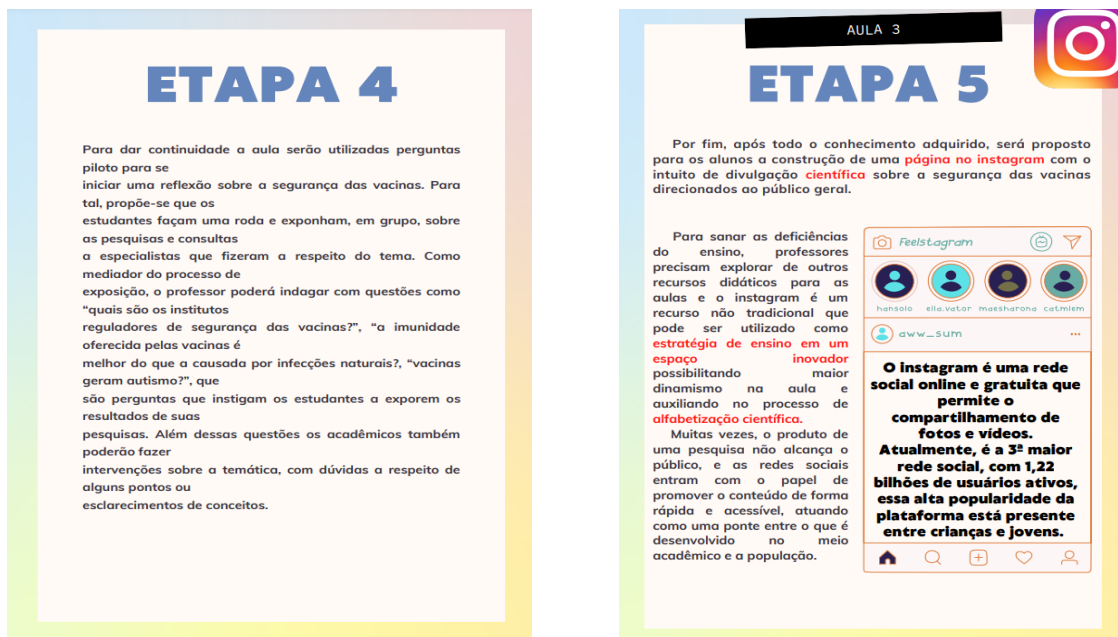 ETAPA 4
Para dar continuidade a aula serão utilizadas perguntas
piloto para se
iniciar uma reflexão sobre a segurança das vacinas. Para
tal, propõe-se que os
estudantes façam uma roda e exponham, em grupo, sobre
as pesquisas e consultas
a especialistas que fizeram a respeito do tema. Como
mediador do processo de
exposição, o professor poderá indagar com questões como
“quais são os institutos
reguladores de segurança das vacinas?”, “a imunidade
oferecida pelas vacinas é
melhor do que a causada por infecções naturais?, “vacinas
geram autismo?”, que
são perguntas que instigam os estudantes a exporem os
resultados de suas
pesquisas. Além dessas questões os acadêmicos também
poderão fazer
intervenções sobre a temática, com dúvidas a respeito de
alguns pontos ou
esclarecimentos de conceitos.
AULA 3
ETAPA 5
Por fim, após todo o conhecimento adquirido, será proposto
para os alunos a construção de uma página no instagram com o
intuito de divulgação científica sobre a segurança das vacinas
direcionados ao público geral.
Para sanar as deficiências
do ensino, professores
precisam explorar de outros
recursos didáticos para as
aulas e o instagram é um
recurso não tradicional que
pode ser utilizado como
estratégia de ensino em um
espaço inovador
possibilitando maior
dinamismo na aula e
auxiliando no processo de
alfabetização científica.
Muitas vezes, o produto de
uma pesquisa não alcança o
público, e as redes sociais
entram com o papel de
promover o conteúdo de forma
rápida e acessível, atuando
como uma ponte entre o que é
desenvolvido no meio
acadêmico e a população.
Feelstagram
hansolo ella.vator maesharona catmiem
aww_sum
O instagram é uma rede
social online e gratuita que
permite o
compartilhamento de
fotos e vídeos.
Atualmente, é a 3ª maior
rede social, com 1,22
bilhões de usuários ativos,
essa alta popularidade da
plataforma está presente
entre crianças e jovens.